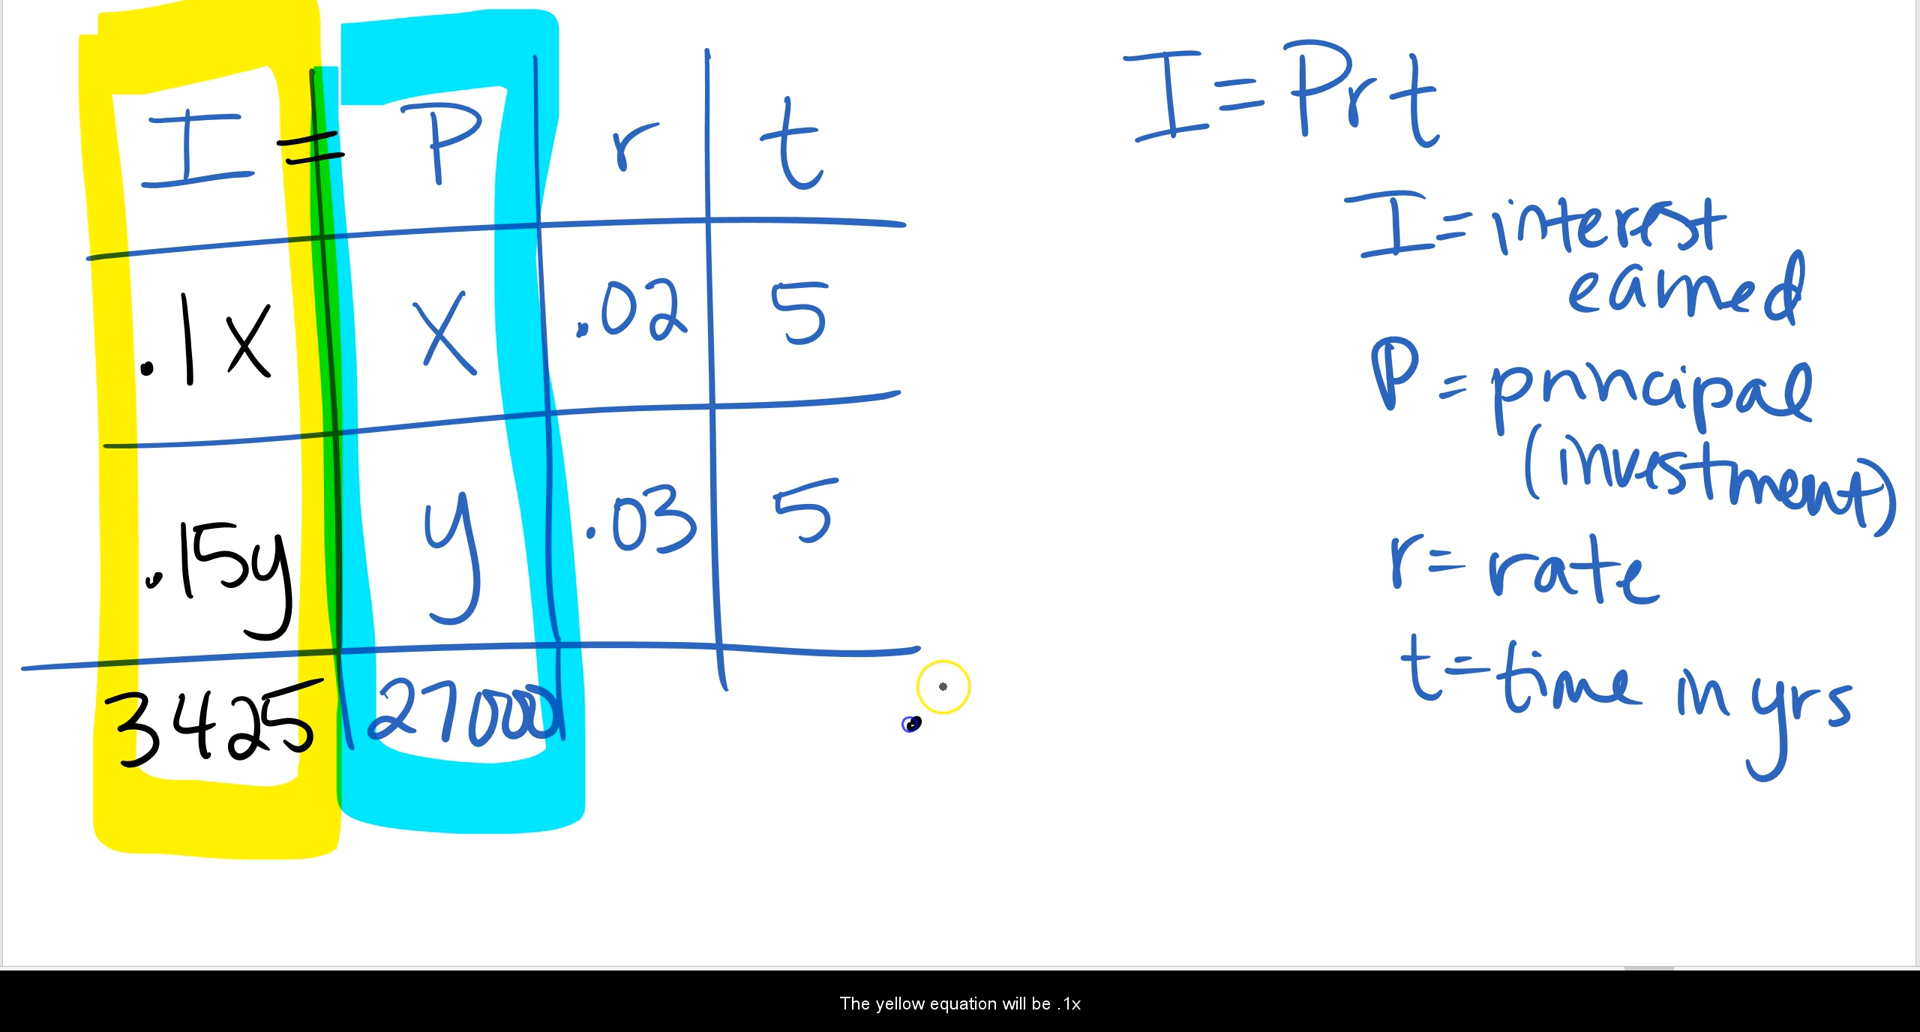 I = P r t
.1x x .02 5
.15y y .03 5
3425 27000
I = Prt
I = interest
earned
P = principal
(investment)
r = rate
t = time in yrs
The yellow equation will be .1x